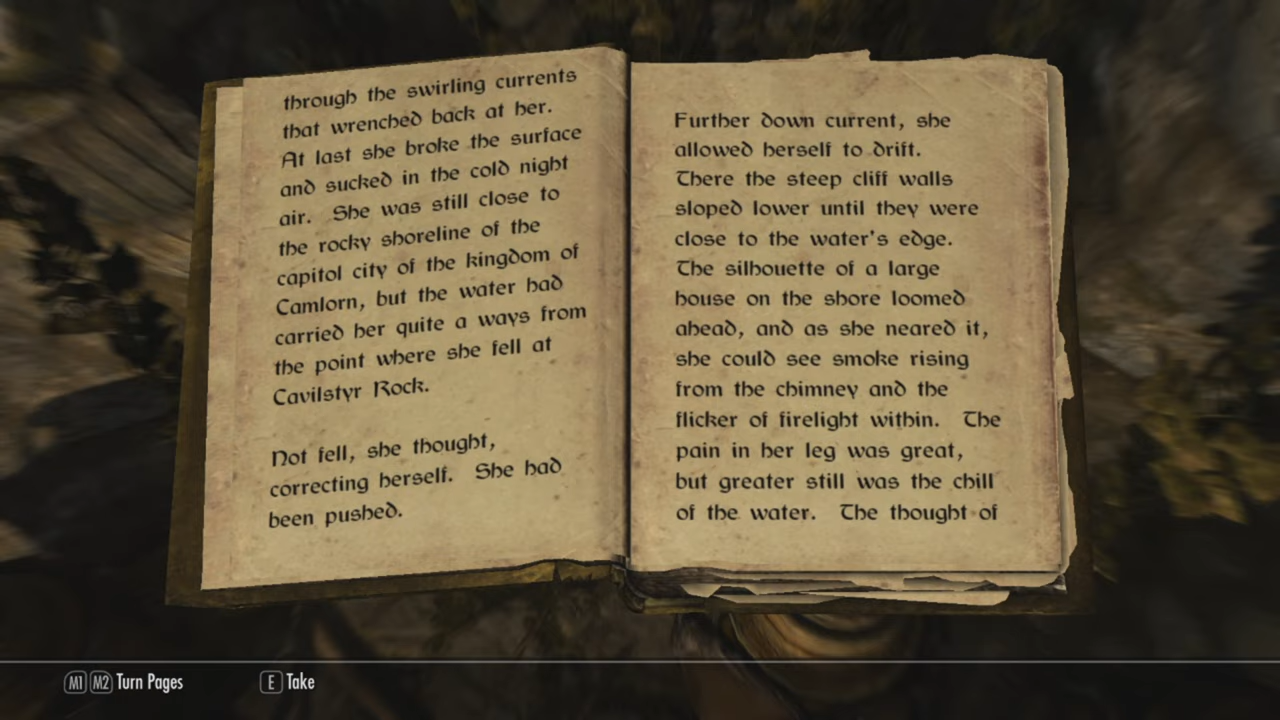 through the swirling currents
that wrenched back at her.
At last she broke the surface
and sucked in the cold night
air.  She was still close to
the rocky shoreline of the
capitol city of the kingdom of
Camlorn, but the water had
carried her quite a ways from
the point where she fell at
Cavilstyr Rock.
Not fell, she thought,
correcting herself.  She had
been pushed.
Further down current, she
allowed herself to drift.
There the steep cliff walls
sloped lower until they were
close to the water's edge.
The silhouette of a large
house on the shore loomed
ahead, and as she neared it,
she could see smoke rising
from the chimney and the
flicker of firelight within.  The
pain in her leg was great,
but greater still was the chill
of the water.  The thought of
M1 M2 Turn Pages
E Take